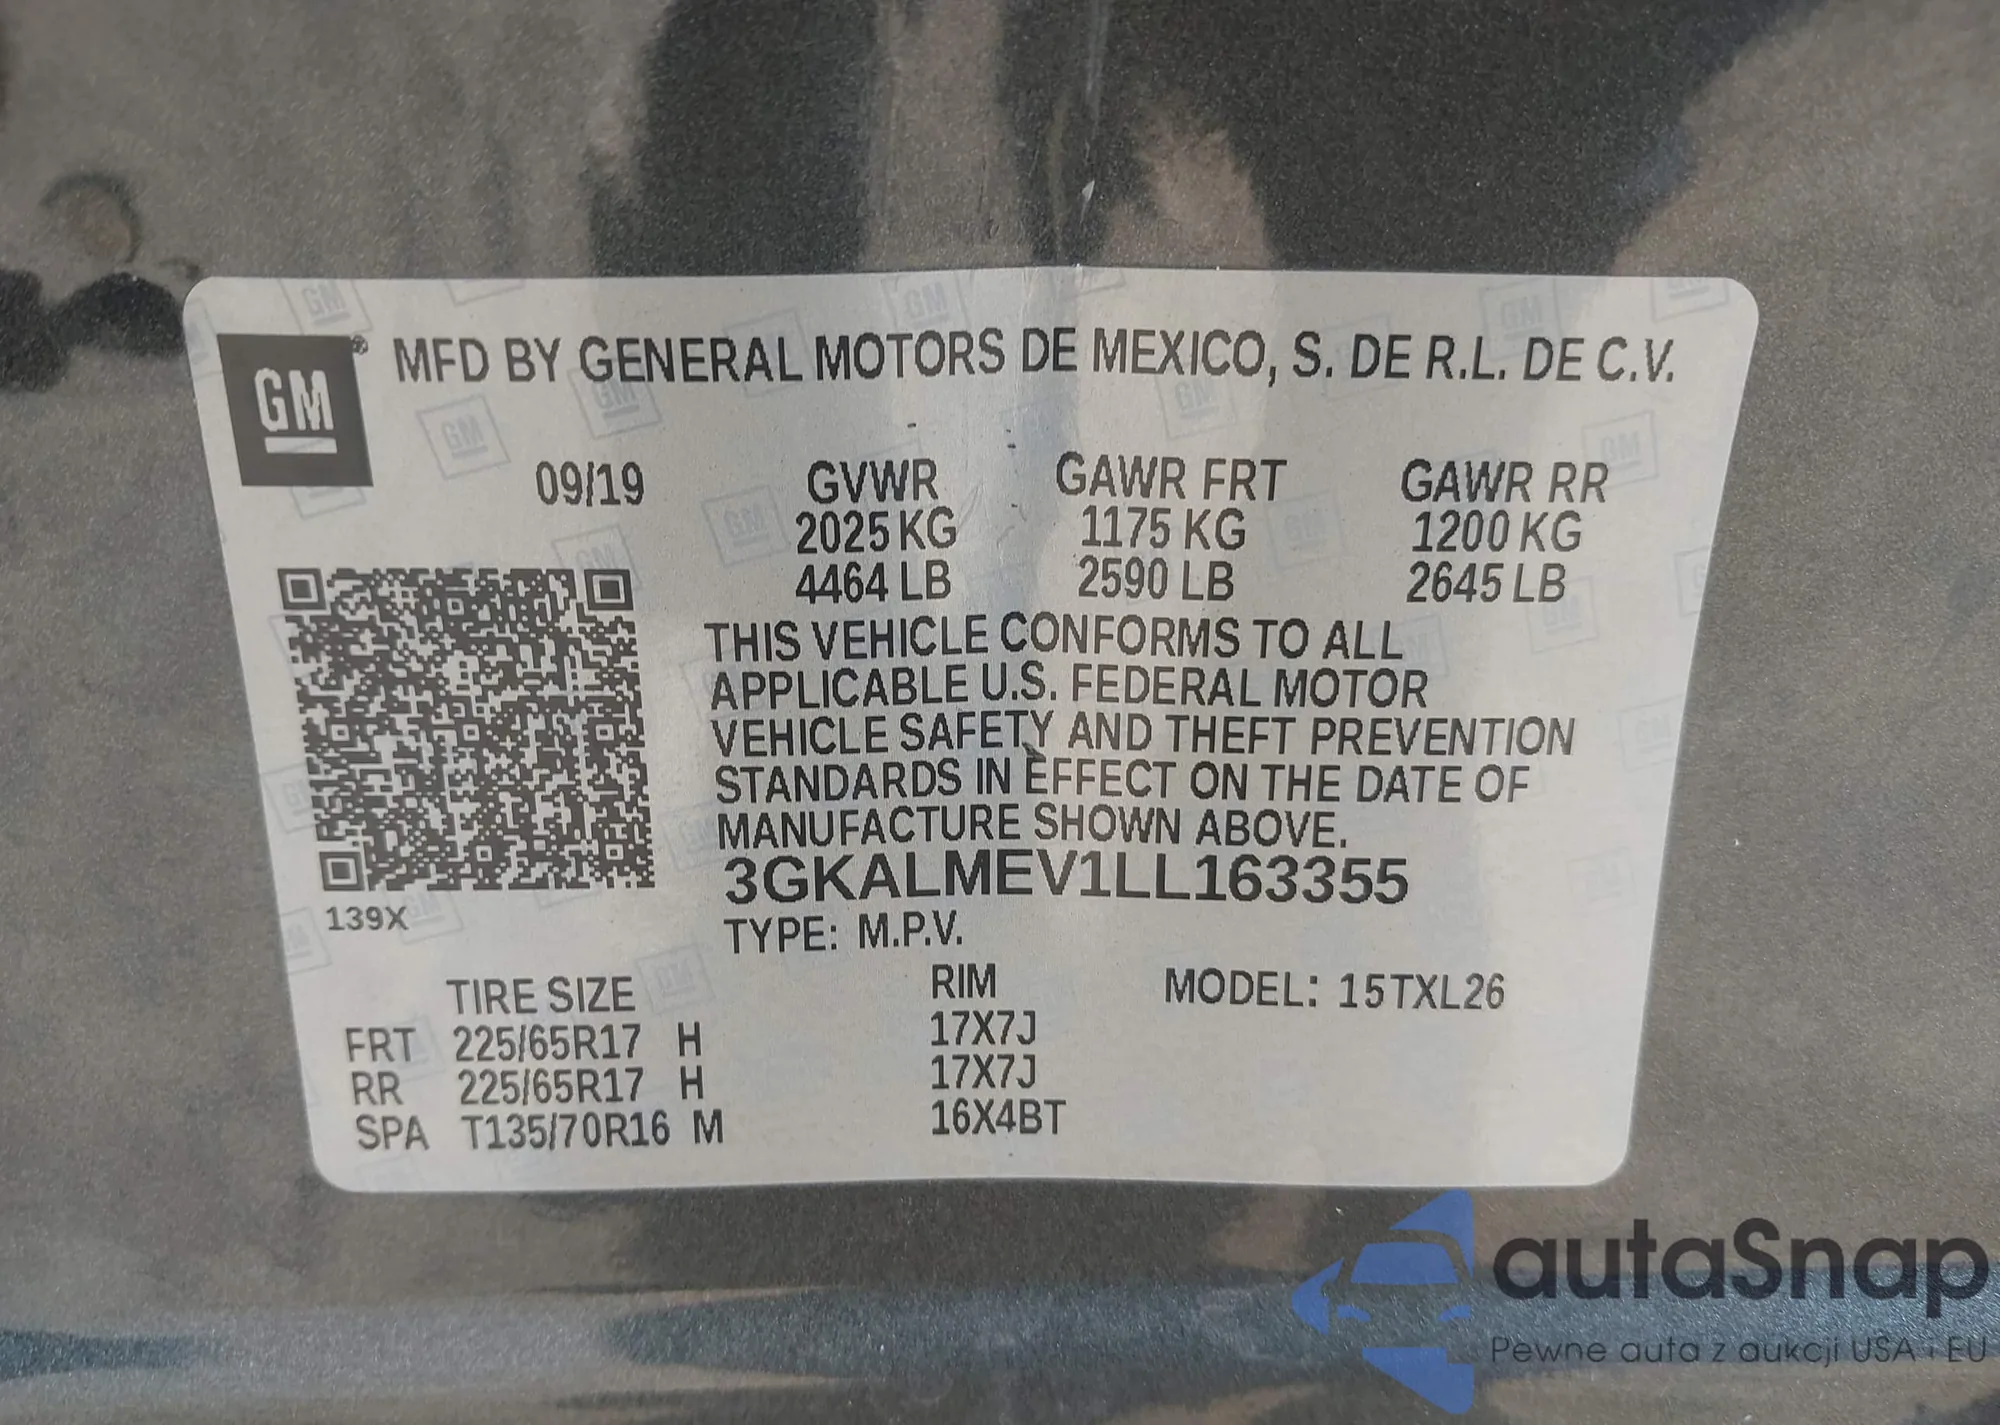 GM ® MFD BY GENERAL MOTORS DE MEXICO, S. DE R.L. DE C.V.
09/19 GVWR GAWR FRT GAWR RR
2025 KG 1175 KG 1200 KG
4464 LB 2590 LB 2645 LB
THIS VEHICLE CONFORMS TO ALL
APPLICABLE U.S. FEDERAL MOTOR
VEHICLE SAFETY AND THEFT PREVENTION
STANDARDS IN EFFECT ON THE DATE OF
MANUFACTURE SHOWN ABOVE.
3GKALMEV1LL163355
139X
TYPE: M.P.V.
TIRE SIZE RIM MODEL: 15TXL26
FRT 225/65R17 H 17X7J
RR 225/65R17 H 17X7J
SPA T135/70R16 M 16X4BT
autaSnap
Pewne auta z aukcji USA i EU